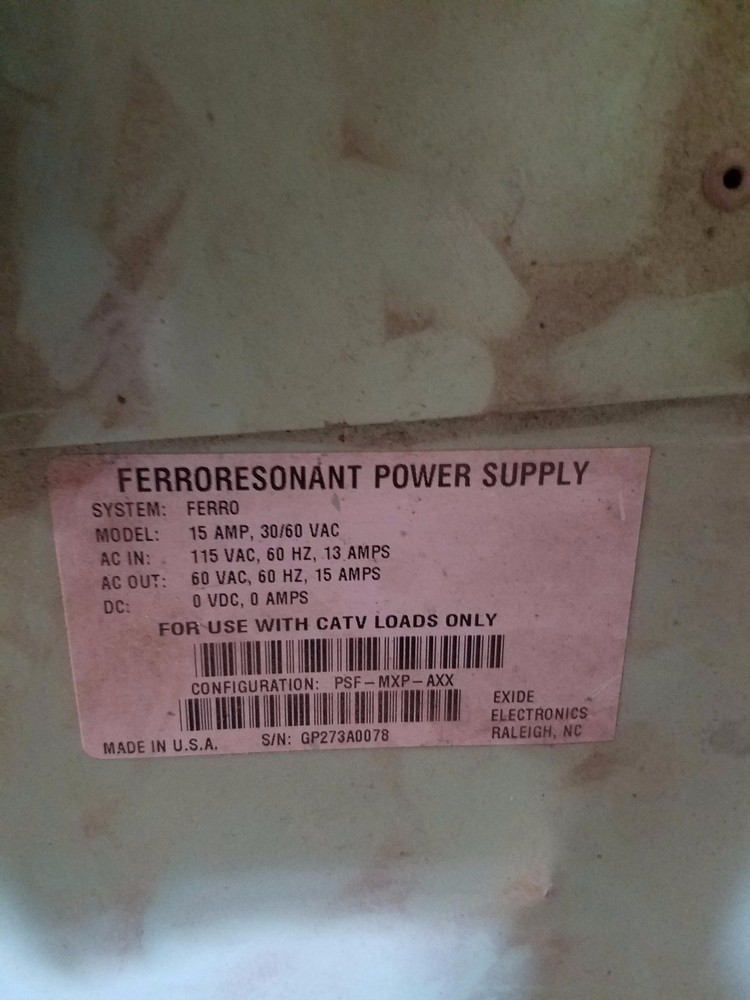 FERRORESONANT POWER SUPPLY
SYSTEM: FERRO
MODEL: 15 AMP, 30/60 VAC
AC IN: 115 VAC, 60 HZ, 13 AMPS
AC OUT: 60 VAC, 60 HZ, 15 AMPS
DC: 0 VDC, 0 AMPS
FOR USE WITH CATV LOADS ONLY
CONFIGURATION: PSF-MXP-AXX
MADE IN U.S.A. S/N: GP273A0078
EXIDE
ELECTRONICS
RALEIGH, NC